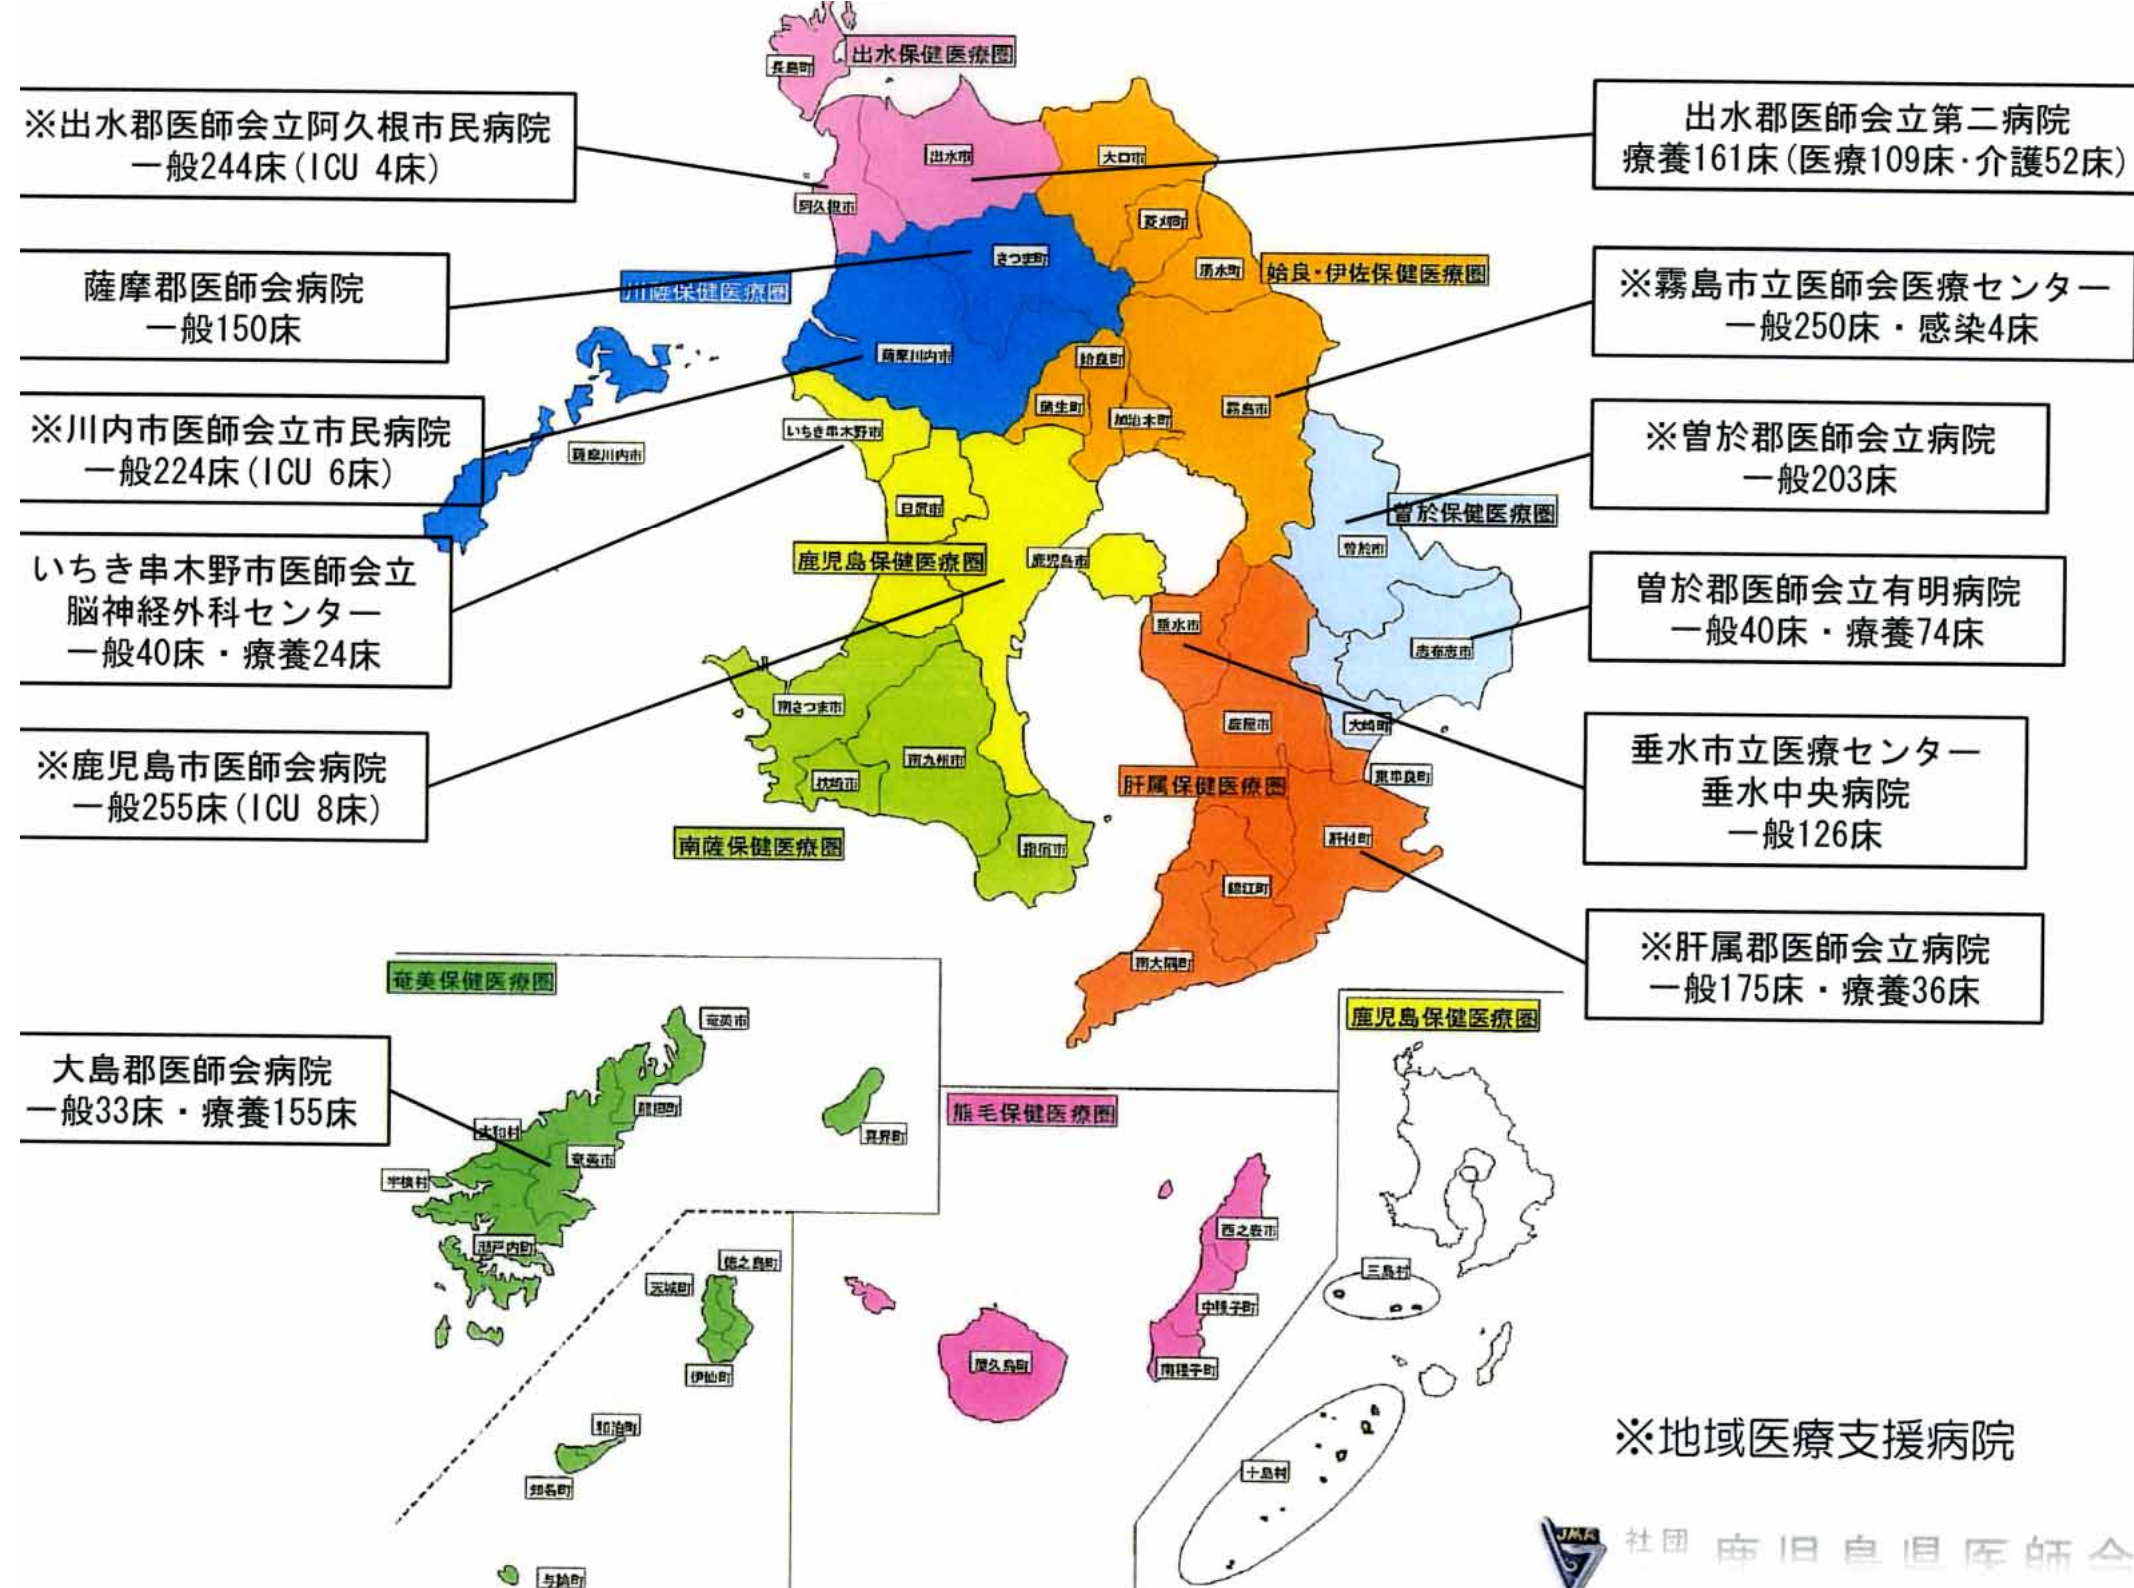 出水保健医療圏
長島町
※出水郡医師会立阿久根市民病院
一般244床(ICU 4床)
出水郡医師会立第二病院
療養161床(医療109床・介護52床)
出水市
大口市
阿久根市
菱刈町
薩摩郡医師会病院
一般150床
さつま町
湧水町
川薩保健医療圏
姶良・伊佐保健医療圏
※霧島市立医師会医療センター
一般250床・感染4床
薩摩川内市
姶良町
蒲生町
加治木町
霧島市
※川内市医師会立市民病院
一般224床(ICU 6床)
薩摩川内市
いちき串木野市
※曽於郡医師会立病院
一般203床
日置市
曽於保健医療圏
曽於市
鹿児島保健医療圏
鹿児島市
いちき串木野市医師会立
脳神経外科センター
一般40床・療養24床
曽於郡医師会立有明病院
一般40床・療養74床
垂水市
志布志市
南さつま市
鹿屋市
大崎町
※鹿児島市医師会病院
一般255床(ICU 8床)
南九州市
枕崎市
東串良町
肝属保健医療圏
垂水市立医療センター
垂水中央病院
一般126床
南薩保健医療圏
指宿市
肝付町
錦江町
南大隅町
※肝属郡医師会立病院
一般175床・療養36床
奄美保健医療圏
奄美市
鹿児島保健医療圏
大島郡医師会病院
一般33床・療養155床
龍郷町
喜界町
熊毛保健医療圏
大和村
奄美市
宇検村
瀬戸内町
西之表市
徳之島町
天城町
三島村
中種子町
屋久島町
南種子町
伊仙町
和泊町
知名町
十島村
与論町
※地域医療支援病院
JMA
社団 鹿児島県医師会